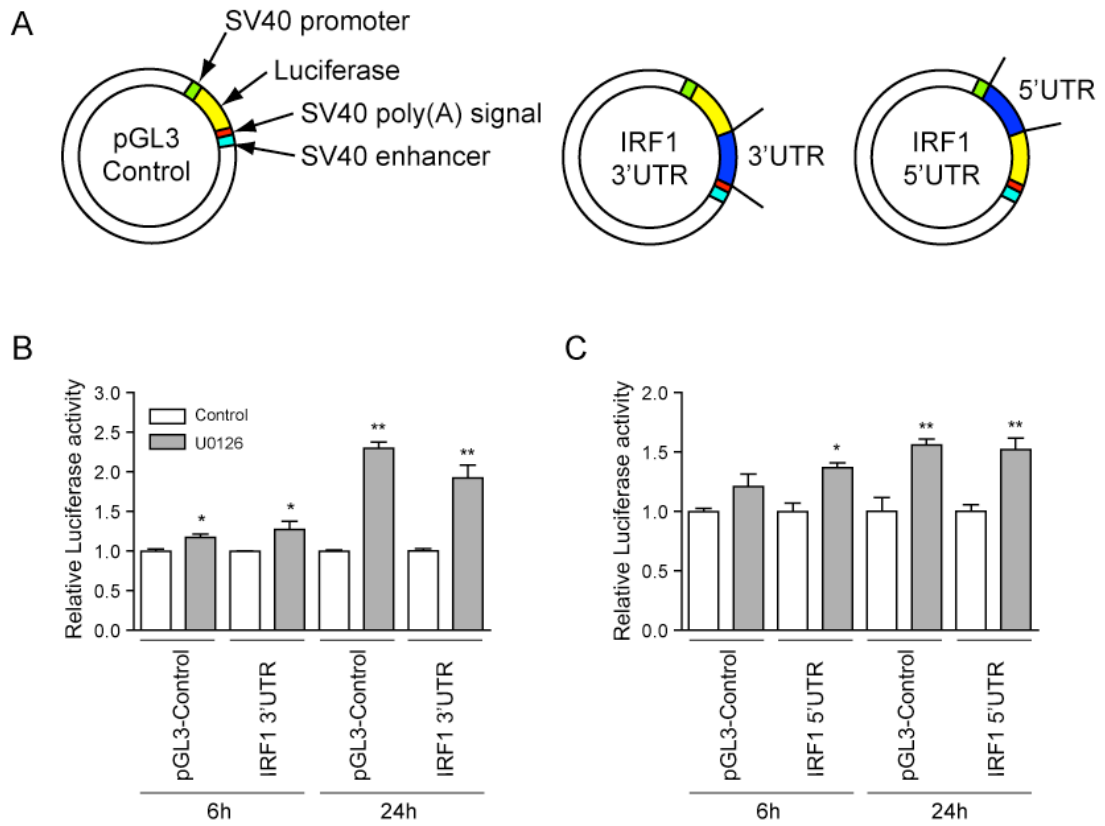 A
SV40 promoter
Luciferase
SV40 poly(A) signal
SV40 enhancer
pGL3
Control
IRF1
3'UTR
3'UTR
IRF1
5'UTR
5'UTR
B
Relative Luciferase activity
3.0
2.5
2.0
1.5
1.0
0.5
0.0
Control
U0126
*
*
**
**
pGL3-Control
IRF1 3'UTR
pGL3-Control
IRF1 3'UTR
6h
24h
C
Relative Luciferase activity
2.0
1.5
1.0
0.5
0.0
*
**
**
pGL3-Control
IRF1 5'UTR
pGL3-Control
IRF1 5'UTR
6h
24h